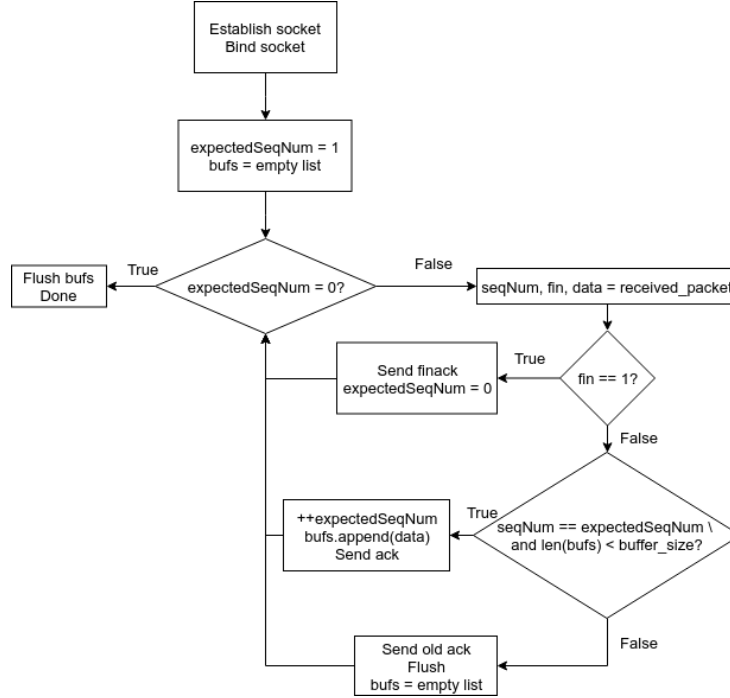 Establish socket
Bind socket
expectedSeqNum = 1
bufs = empty list
expectedSeqNum = 0?
True
Flush bufs
Done
False
seqNum, fin, data = received_packet
fin == 1?
True
Send finack
expectedSeqNum = 0
False
seqNum == expectedSeqNum \
and len(bufs) < buffer_size?
True
++expectedSeqNum
bufs.append(data)
Send ack
False
Send old ack
Flush
bufs = empty list